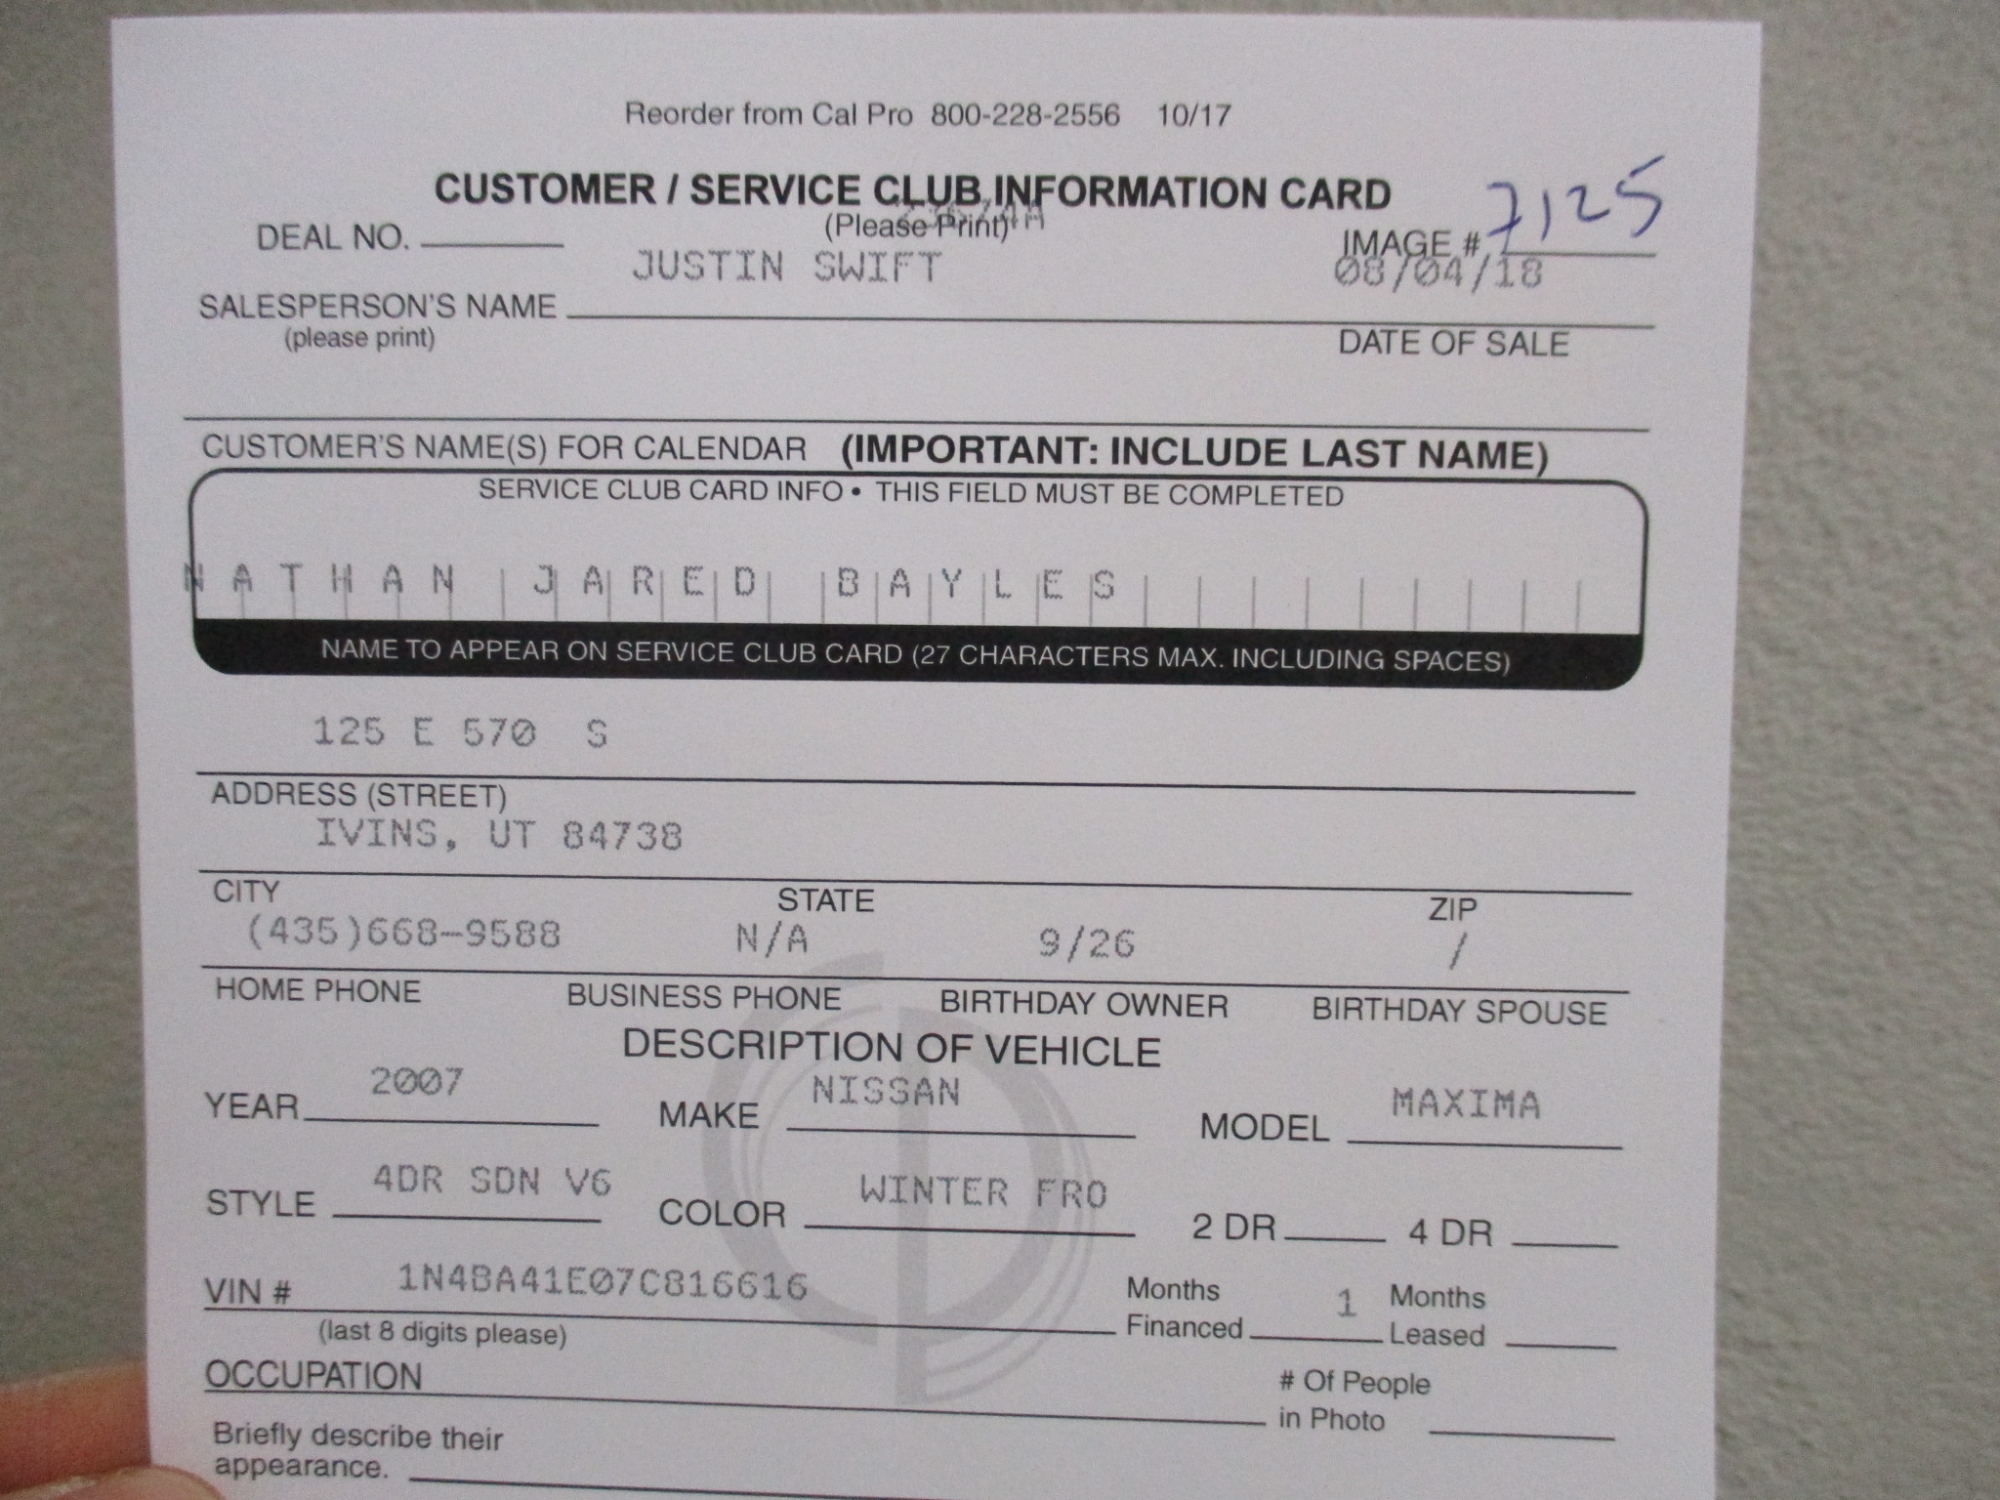 Reorder from Cal Pro 800-228-2556 10/17
CUSTOMER / SERVICE CLUB INFORMATION CARD
(Please Print)
7125
DEAL NO. IMAGE #
JUSTIN SWIFT 08/04/18
SALESPERSON'S NAME
(please print) DATE OF SALE
CUSTOMER'S NAME(S) FOR CALENDAR (IMPORTANT: INCLUDE LAST NAME)
SERVICE CLUB CARD INFO • THIS FIELD MUST BE COMPLETED
NATHAN JARED BAYLES
NAME TO APPEAR ON SERVICE CLUB CARD (27 CHARACTERS MAX. INCLUDING SPACES)
125 E 570 S
ADDRESS (STREET)
IVINS, UT 84738
CITY STATE ZIP
(435)668-9588 N/A 9/26 /
HOME PHONE BUSINESS PHONE BIRTHDAY OWNER BIRTHDAY SPOUSE
DESCRIPTION OF VEHICLE
YEAR 2007 MAKE NISSAN MODEL MAXIMA
STYLE 4DR SDN V6 COLOR WINTER FRO 2 DR 4 DR
VIN # 1N4BA41E07C816616 Months Financed 1 Months Leased
(last 8 digits please)
OCCUPATION # Of People in Photo
Briefly describe their
appearance.